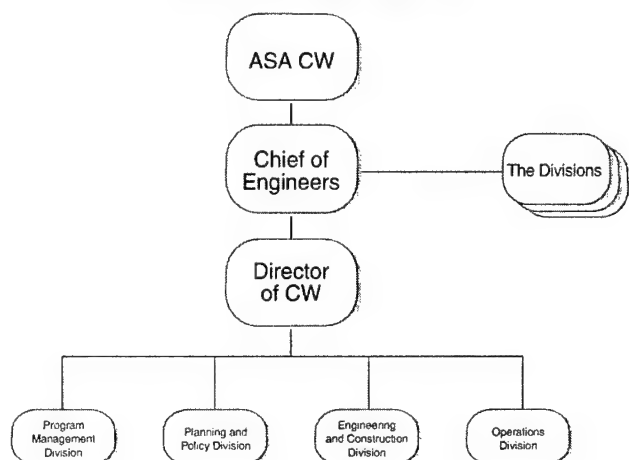 ASA CW
Chief of
Engineers
The Divisions
Director
of CW
Program
Management
Division
Planning and
Policy Division
Engineering
and Construction
Division
Operations
Division